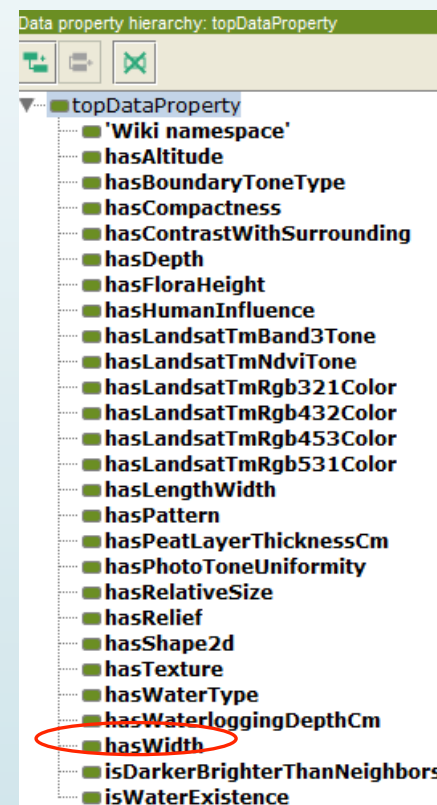 Data property hierarchy: topDataProperty
topDataProperty
'Wiki namespace'
hasAltitude
hasBoundaryToneType
hasCompactness
hasContrastWithSurrounding
hasDepth
hasFloraHeight
hasHumanInfluence
hasLandsatTmBand3Tone
hasLandsatTmNdviTone
hasLandsatTmRgb321Color
hasLandsatTmRgb432Color
hasLandsatTmRgb453Color
hasLandsatTmRgb531Color
hasLengthWidth
hasPattern
hasPeatLayerThicknessCm
hasPhotoToneUniformity
hasRelativeSize
hasRelief
hasShape2d
hasTexture
hasWaterType
hasWaterloggingDepthCm
hasWidth
isDarkerBrighterThanNeighbors
isWaterExistence